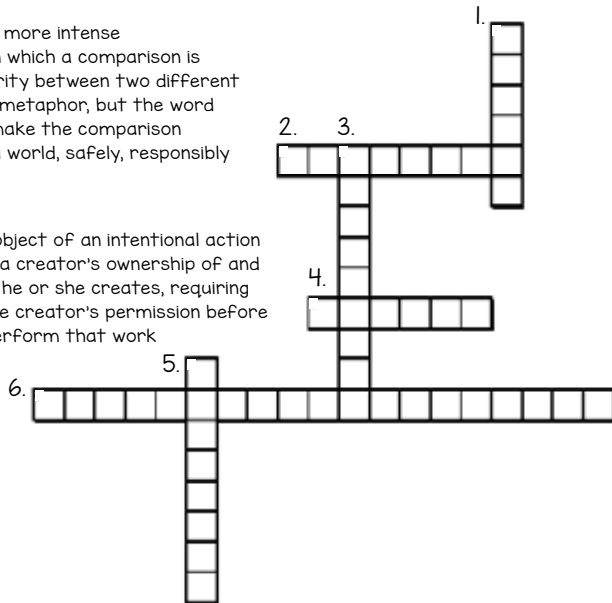 1.
more intense
which a comparison is
rity between two different
metaphor, but the word
make the comparison
2. 3.
world, safely, responsibly
object of an intentional action
a creator's ownership of and
4.
he or she creates, requiring
e creator's permission before
erform that work
5.
6.